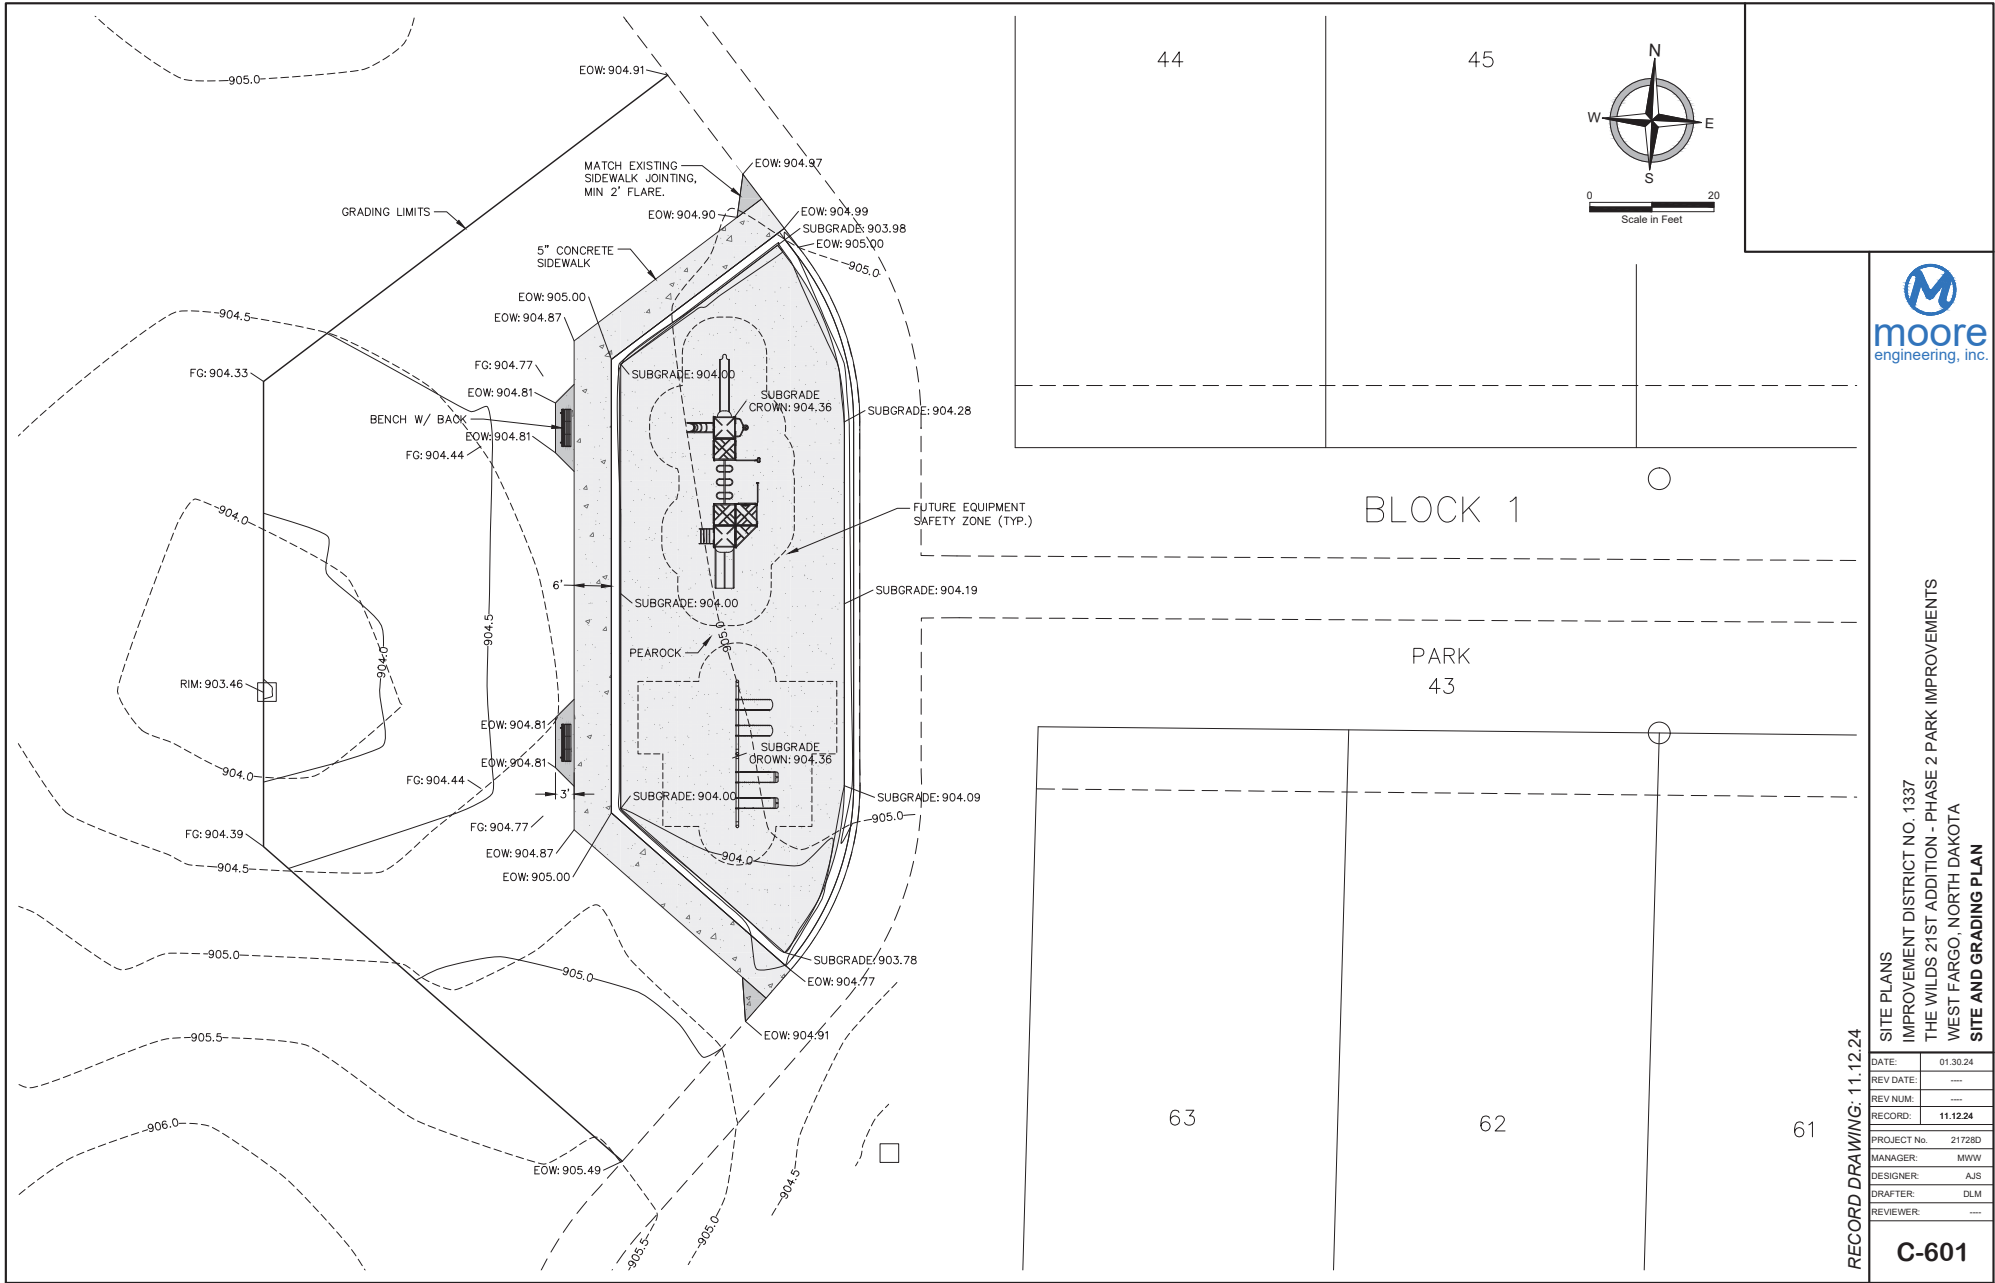 905.0
EOW: 904.91
MATCH EXISTING
SIDEWALK JOINTING,
MIN 2' FLARE.
EOW: 904.97
GRADING LIMITS
EOW: 904.90
EOW: 904.99
SUBGRADE: 903.98
EOW: 905.00
905.0
5" CONCRETE
SIDEWALK
EOW: 905.00
EOW: 904.87
904.5
FG: 904.33
FG: 904.77
EOW: 904.81
BENCH W/ BACK
EOW: 904.81
FG: 904.44
SUBGRADE: 904.00
SUBGRADE
CROWN: 904.36
SUBGRADE: 904.28
904.0
FUTURE EQUIPMENT
SAFETY ZONE (TYP.)
6'
SUBGRADE: 904.00
SUBGRADE: 904.19
904.5
904.0
905.0
PEAROCK
RIM: 903.46
EOW: 904.81
SUBGRADE
CROWN: 904.36
EOW: 904.81
904.0
FG: 904.44
3'
SUBGRADE: 904.00
SUBGRADE: 904.09
905.0
FG: 904.77
FG: 904.39
EOW: 904.87
904.0
904.5
EOW: 905.00
905.0
905.0
SUBGRADE: 903.78
EOW: 904.77
EOW: 904.91
905.5
906.0
EOW: 905.49
904.5
905.0
905.5
44
45
N
W
E
S
0
20
Scale in Feet
BLOCK 1
PARK
43
63
62
61
RECORD DRAWING: 11.12.24
M
moore
engineering, inc.
SITE PLANS
IMPROVEMENT DISTRICT NO. 1337
THE WILDS 21ST ADDITION - PHASE 2 PARK IMPROVEMENTS
WEST FARGO, NORTH DAKOTA
SITE AND GRADING PLAN
DATE: 01.30.24
REV DATE: ----
REV NUM: ----
RECORD: 11.12.24
PROJECT No. 21728D
MANAGER: MWW
DESIGNER: AJS
DRAFTER: DLM
REVIEWER: ----
C-601